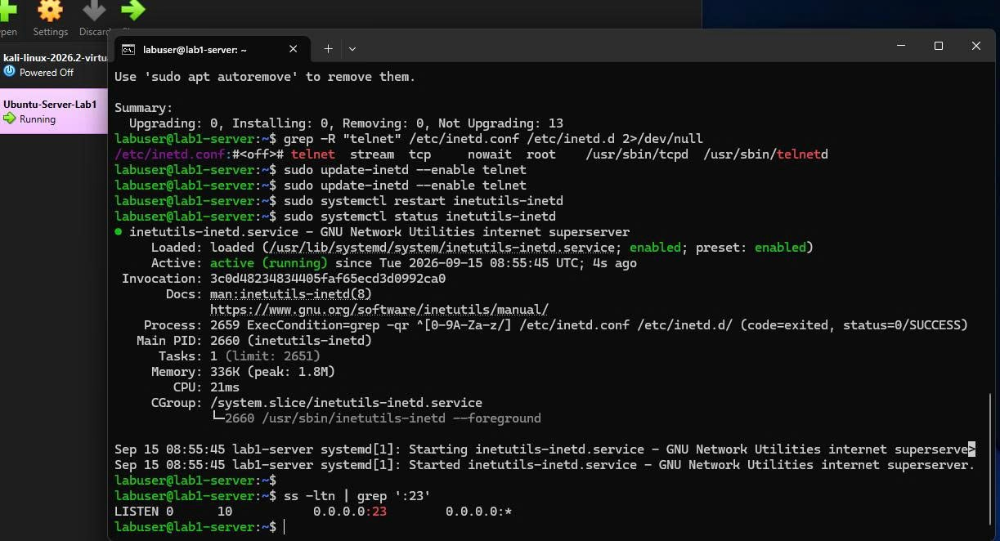 pen Settings Discard
kali-linux-2026.2-virtu
Powered Off
Ubuntu-Server-Lab1
Running
labuser@lab1-server: ~
Use 'sudo apt autoremove' to remove them.
Summary:
  Upgrading: 0, Installing: 0, Removing: 0, Not Upgrading: 13
labuser@lab1-server:~$ grep -R "telnet" /etc/inetd.conf /etc/inetd.d 2>/dev/null
/etc/inetd.conf:#<off># telnet  stream  tcp     nowait  root    /usr/sbin/tcpd  /usr/sbin/telnetd
labuser@lab1-server:~$ sudo update-inetd --enable telnet
labuser@lab1-server:~$ sudo update-inetd --enable telnet
labuser@lab1-server:~$ sudo systemctl restart inetutils-inetd
labuser@lab1-server:~$ sudo systemctl status inetutils-inetd
● inetutils-inetd.service - GNU Network Utilities internet superserver
     Loaded: loaded (/usr/lib/systemd/system/inetutils-inetd.service; enabled; preset: enabled)
     Active: active (running) since Tue 2026-09-15 08:55:45 UTC; 4s ago
 Invocation: 3c0d48234834405faf65ecd3d0992ca0
       Docs: man:inetutils-inetd(8)
             https://www.gnu.org/software/inetutils/manual/
    Process: 2659 ExecCondition=grep -qr ^[0-9A-Za-z/] /etc/inetd.conf /etc/inetd.d/ (code=exited, status=0/SUCCESS)
   Main PID: 2660 (inetutils-inetd)
      Tasks: 1 (limit: 2651)
     Memory: 336K (peak: 1.8M)
        CPU: 21ms
     CGroup: /system.slice/inetutils-inetd.service
             └─2660 /usr/sbin/inetutils-inetd --foreground
Sep 15 08:55:45 lab1-server systemd[1]: Starting inetutils-inetd.service - GNU Network Utilities internet superserve>
Sep 15 08:55:45 lab1-server systemd[1]: Started inetutils-inetd.service - GNU Network Utilities internet superserver.
labuser@lab1-server:~$
labuser@lab1-server:~$ ss -ltn | grep ':23'
LISTEN 0      10           0.0.0.0:23        0.0.0.0:*
labuser@lab1-server:~$